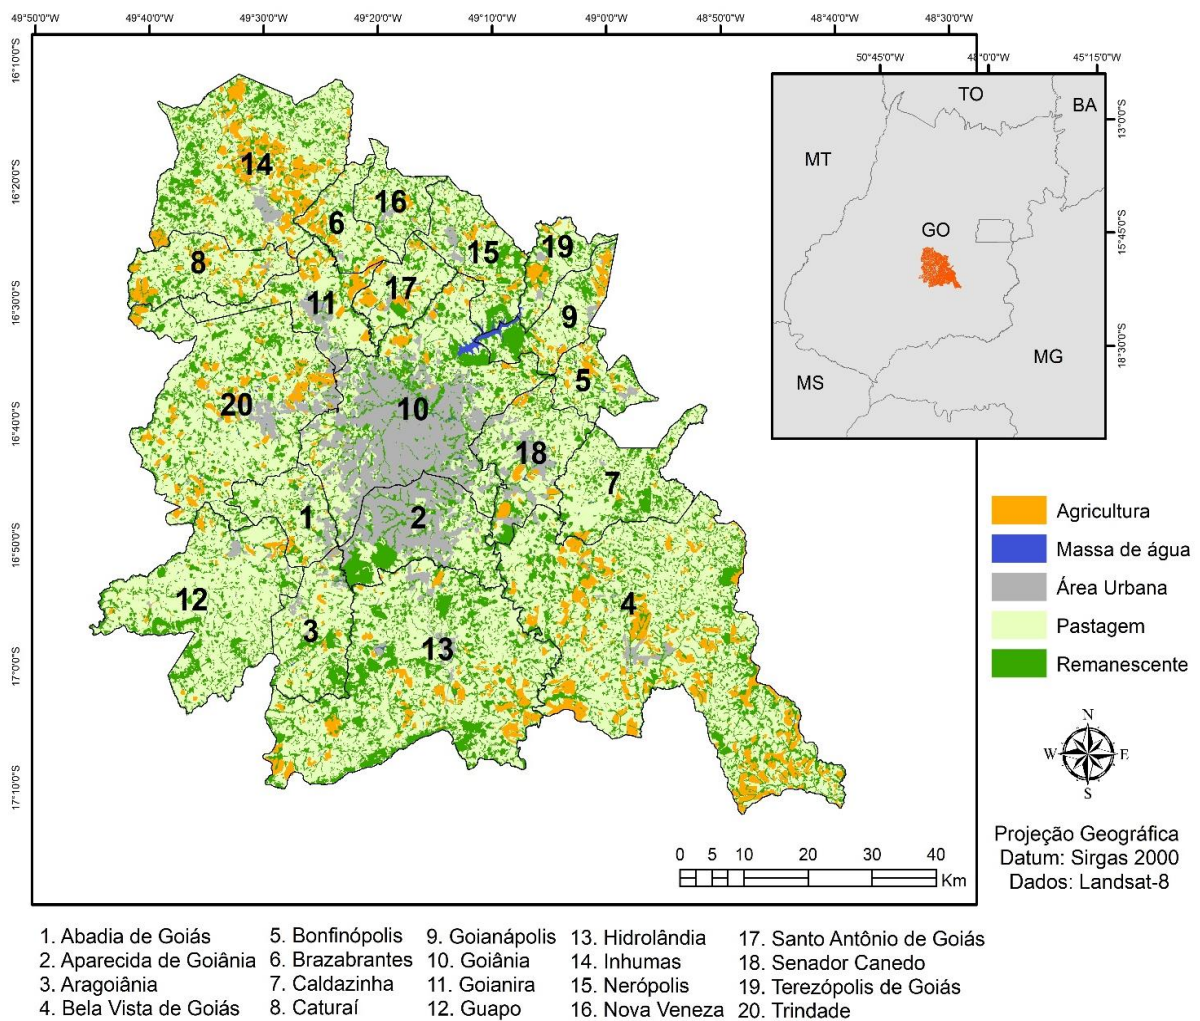 49°50'0"W 49°40'0"W 49°30'0"W 49°20'0"W 49°10'0"W 49°0'0"W 48°50'0"W 48°40'0"W 48°30'0"W
16°10'0"S
16°20'0"S
16°30'0"S
16°40'0"S
16°50'0"S
17°0'0"S
17°10'0"S
14
16
6
19
15
8
17
11
9
5
20
10
18
7
1
2
12
4
3
13
50°45'0"W 48°0'0"W 45°15'0"W
13°0'0"S
15°45'0"S
18°30'0"S
TO
BA
MT
GO
MG
MS
Agricultura
Massa de água
Área Urbana
Pastagem
Remanescente
N
W E
S
Projeção Geográfica
Datum: Sirgas 2000
Dados: Landsat-8
0 5 10 20 30 40
Km
1. Abadia de Goiás
2. Aparecida de Goiânia
3. Aragoiânia
4. Bela Vista de Goiás
5. Bonfinópolis
6. Brazabrantes
7. Caldazinha
8. Caturaí
9. Goianápolis
10. Goiânia
11. Goianira
12. Guapo
13. Hidrolândia
14. Inhumas
15. Nerópolis
16. Nova Veneza
17. Santo Antônio de Goiás
18. Senador Canedo
19. Terezópolis de Goiás
20. Trindade